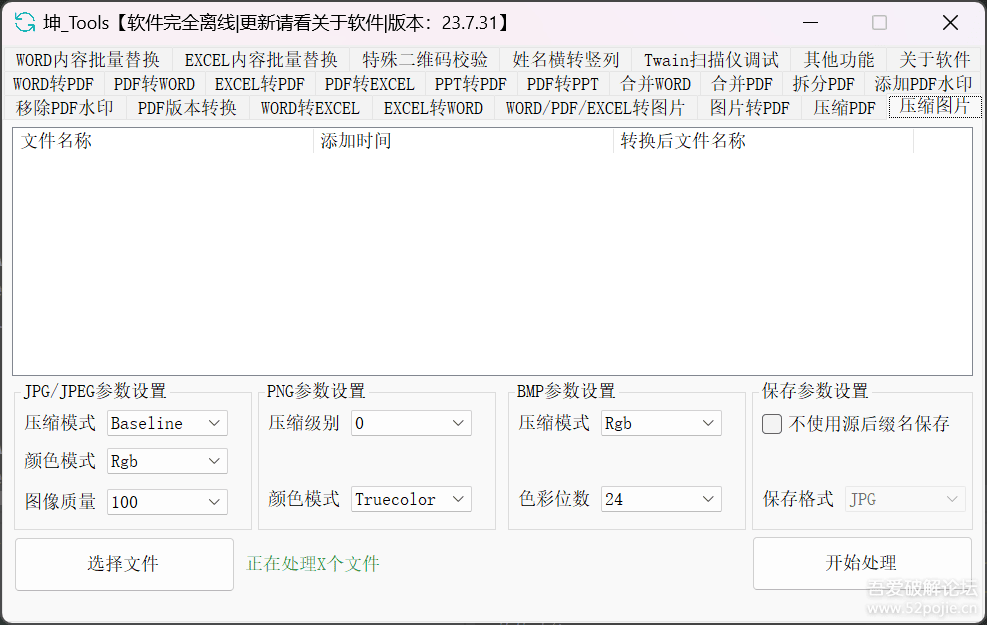 坤_Tools【软件完全离线|更新请看关于软件|版本：23.7.31】
WORD内容批量替换 EXCEL内容批量替换 特殊二维码校验 姓名横转竖列 Twain扫描仪调试 其他功能 关于软件
WORD转PDF PDF转WORD EXCEL转PDF PDF转EXCEL PPT转PDF PDF转PPT 合并WORD 合并PDF 拆分PDF 添加PDF水印
移除PDF水印 PDF版本转换 WORD转EXCEL EXCEL转WORD WORD/PDF/EXCEL转图片 图片转PDF 压缩PDF 压缩图片
文件名称 添加时间 转换后文件名称
JPG/JPEG参数设置 PNG参数设置 BMP参数设置 保存参数设置
压缩模式 Baseline 压缩级别 0 压缩模式 Rgb 不使用源后缀名保存
颜色模式 Rgb
图像质量 100 颜色模式 Truecolor 色彩位数 24 保存格式 JPG
选择文件 正在处理X个文件 开始处理
吾爱破解论坛
www.52pojie.cn